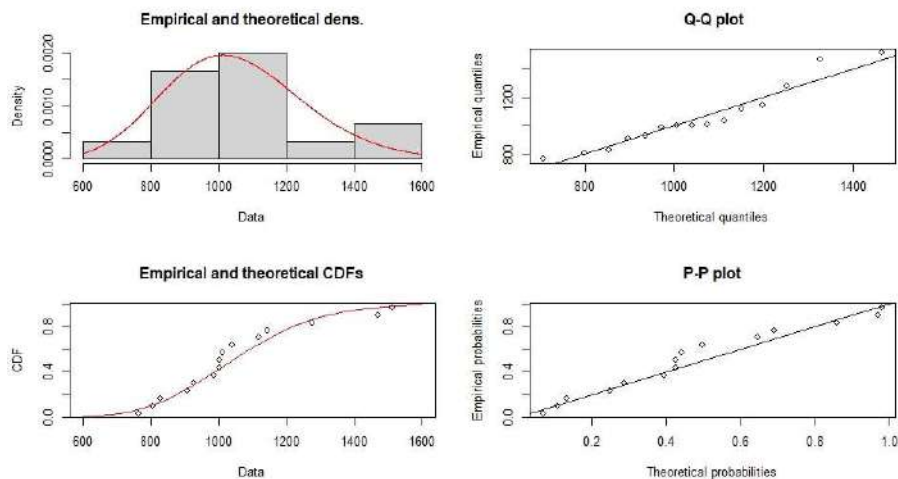 Empirical and theoretical dens.
Density
0.0000 0.0010 0.0020
600 800 1000 1200 1400 1600
Data
Q-Q plot
Empirical quantiles
800 1200
800 1000 1200 1400
Theoretical quantiles
Empirical and theoretical CDFs
CDF
0.0 0.4 0.8
600 800 1000 1200 1400 1600
Data
P-P plot
Empirical probabilities
0.0 0.4 0.8
0.2 0.4 0.6 0.8 1.0
Theoretical probabilities